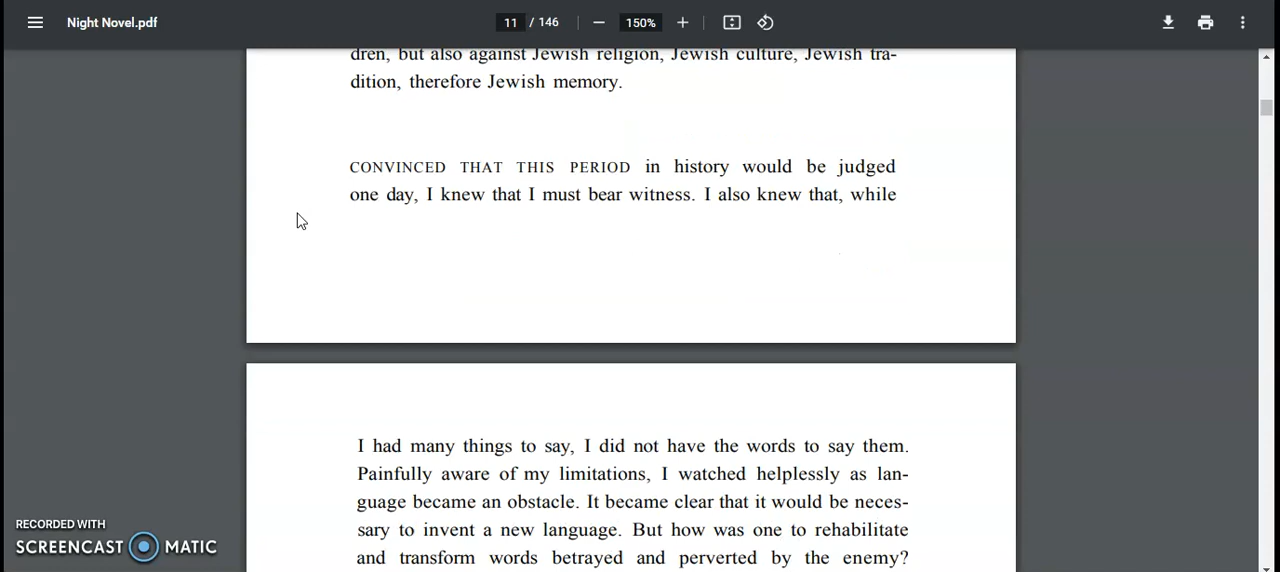 Night Novel.pdf
11 / 146
150%
dren, but also against Jewish religion, Jewish culture, Jewish tra-
dition, therefore Jewish memory.
CONVINCED THAT THIS PERIOD in history would be judged
one day, I knew that I must bear witness. I also knew that, while
I had many things to say, I did not have the words to say them.
Painfully aware of my limitations, I watched helplessly as lan-
guage became an obstacle. It became clear that it would be neces-
sary to invent a new language. But how was one to rehabilitate
and transform words betrayed and perverted by the enemy?
RECORDED WITH
SCREENCAST MATIC